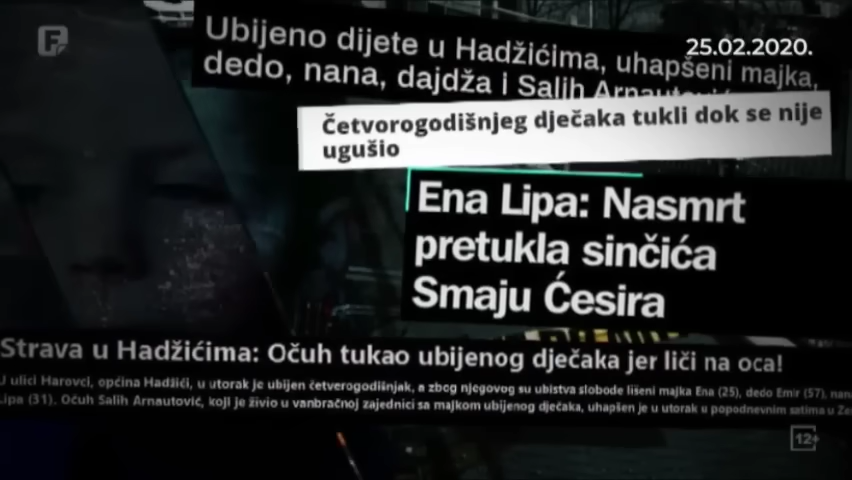 F
25.02.2020.
Ubijeno dijete u Hadžićima, uhapšeni majka,
dedo, nana, dajdža i Salih Arnautović
Četvorogodišnjeg dječaka tukli dok se nije
ugušio
Ena Lipa: Nasmrt
pretukla sinčića
Smaju Ćesira
Strava u Hadžićima: Očuh tukao ubijenog dječaka jer liči na oca!
U ulici Harovci, općina Hadžići, u utorak je ubijen četverogodišnjak, a zbog njegovog su ubistva slobode lišeni majka Ena (25), dedo Emir (57), nana
Lipa (31). Očuh Salih Arnautović, koji je živio u vanbračnoj zajednici sa majkom ubijenog dječaka, uhapšen je u utorak u popodnevnim satima u
12+